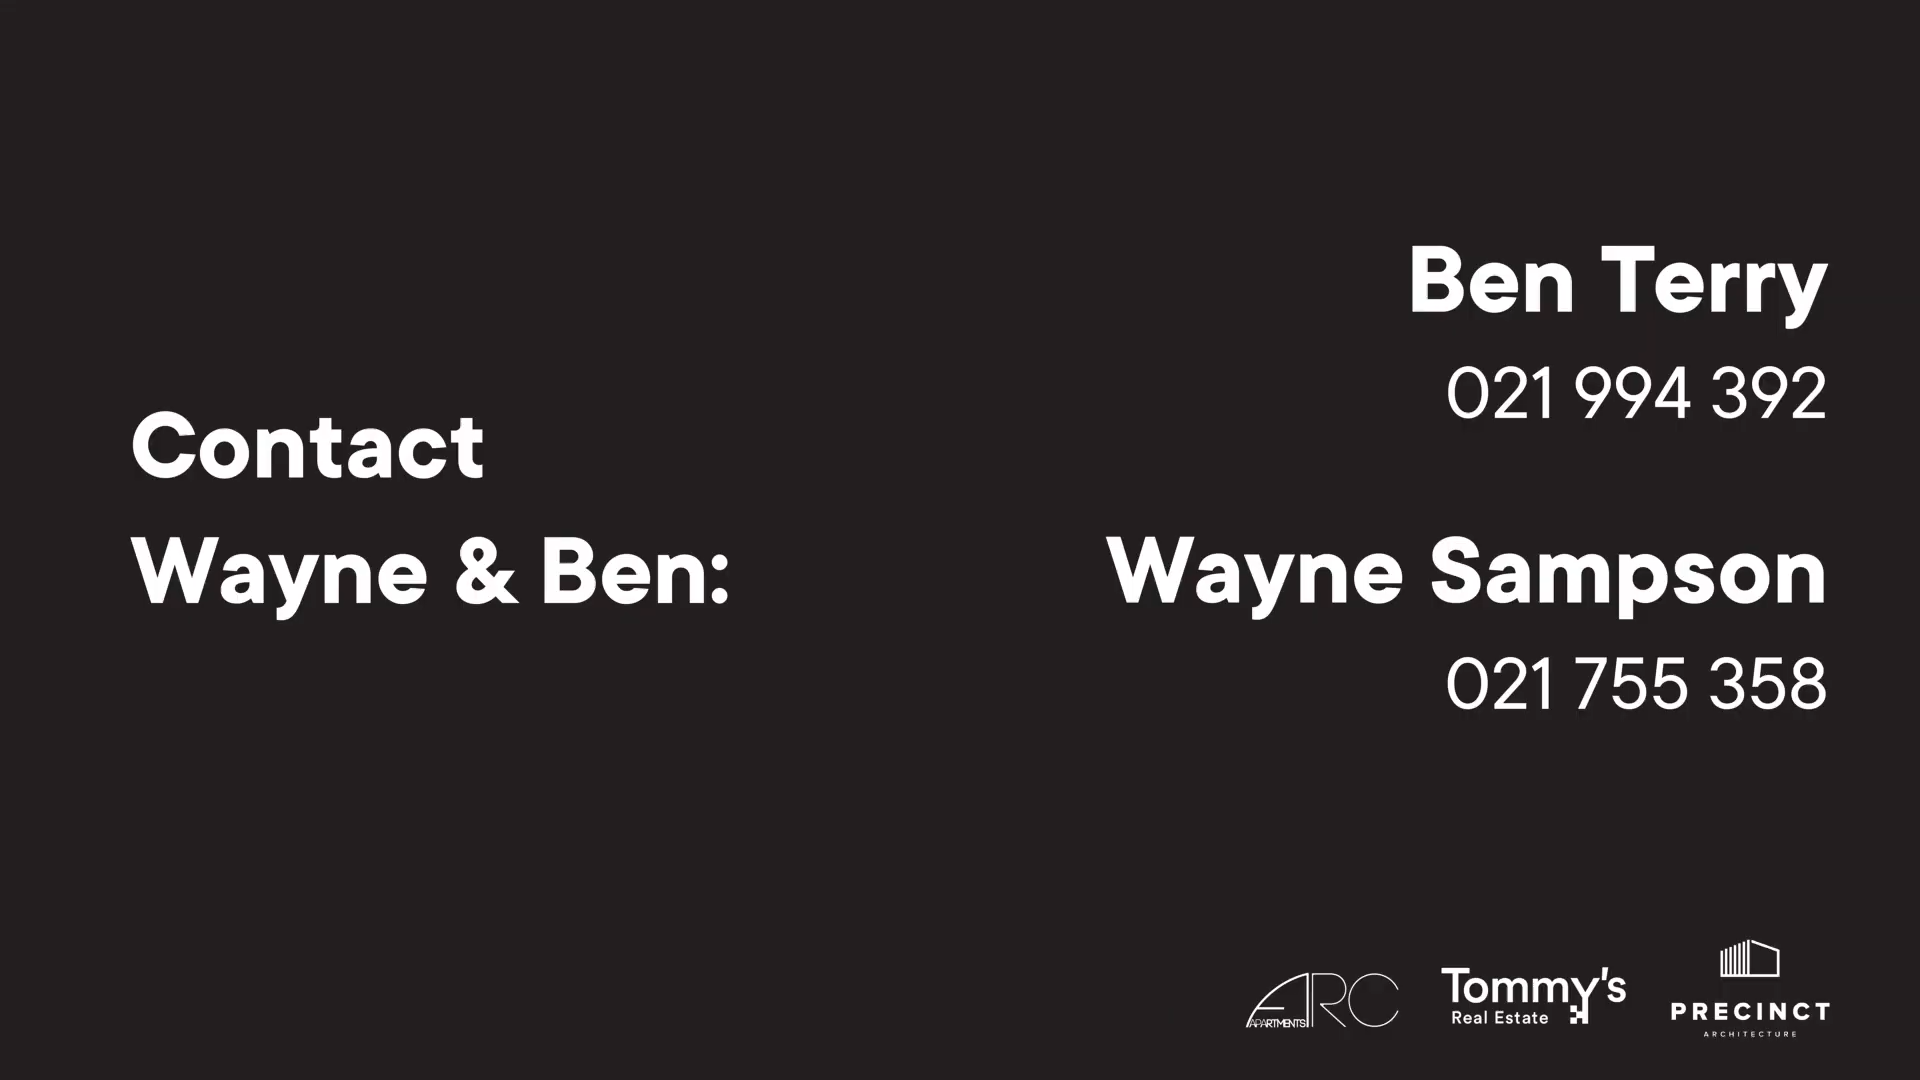 Contact
Wayne & Ben:
Ben Terry
021 994 392
Wayne Sampson
021 755 358
ARC
APARTMENTS
Tommy's
Real Estate
PRECINCT
ARCHITECTURE